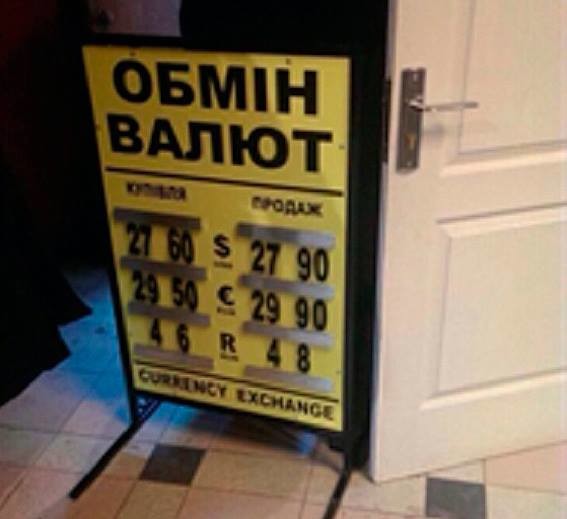 ОБМІН
ВАЛЮТ
КУПІВЛЯ ПРОДАЖ
27 60 $ 27 90
29 50 € 29 90
4 6 R 4 8
CURRENCY EXCHANGE